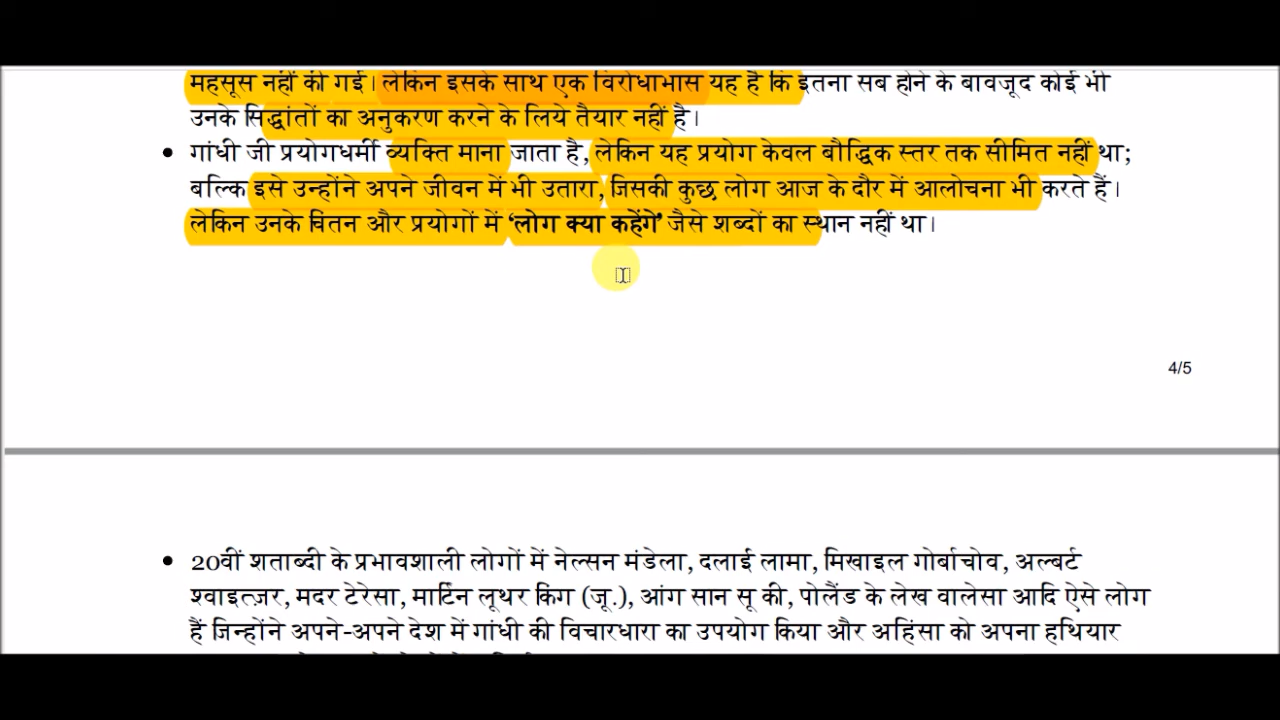 महसूस नहीं की गई। लेकिन इसके साथ एक विरोधाभास यह है कि इतना सब होने के बावजूद कोई भी
उनके सिद्धांतों का अनुकरण करने के लिये तैयार नहीं है।
• गांधी जी प्रयोगधर्मी व्यक्ति माना जाता है, लेकिन यह प्रयोग केवल बौद्धिक स्तर तक सीमित नहीं था;
बल्कि इसे उन्होंने अपने जीवन में भी उतारा, जिसकी कुछ लोग आज के दौर में आलोचना भी करते हैं।
लेकिन उनके चिंतन और प्रयोगों में ‘लोग क्या कहेंगे’ जैसे शब्दों का स्थान नहीं था।
4/5
• 20वीं शताब्दी के प्रभावशाली लोगों में नेल्सन मंडेला, दलाई लामा, मिखाइल गोर्बाचोव, अल्बर्ट
श्वाइत्ज़र, मदर टेरेसा, मार्टिन लूथर किंग (जू.), आंग सान सू की, पोलैंड के लेख वालेसा आदि ऐसे लोग
हैं जिन्होंने अपने-अपने देश में गांधी की विचारधारा का उपयोग किया और अहिंसा को अपना हथियार